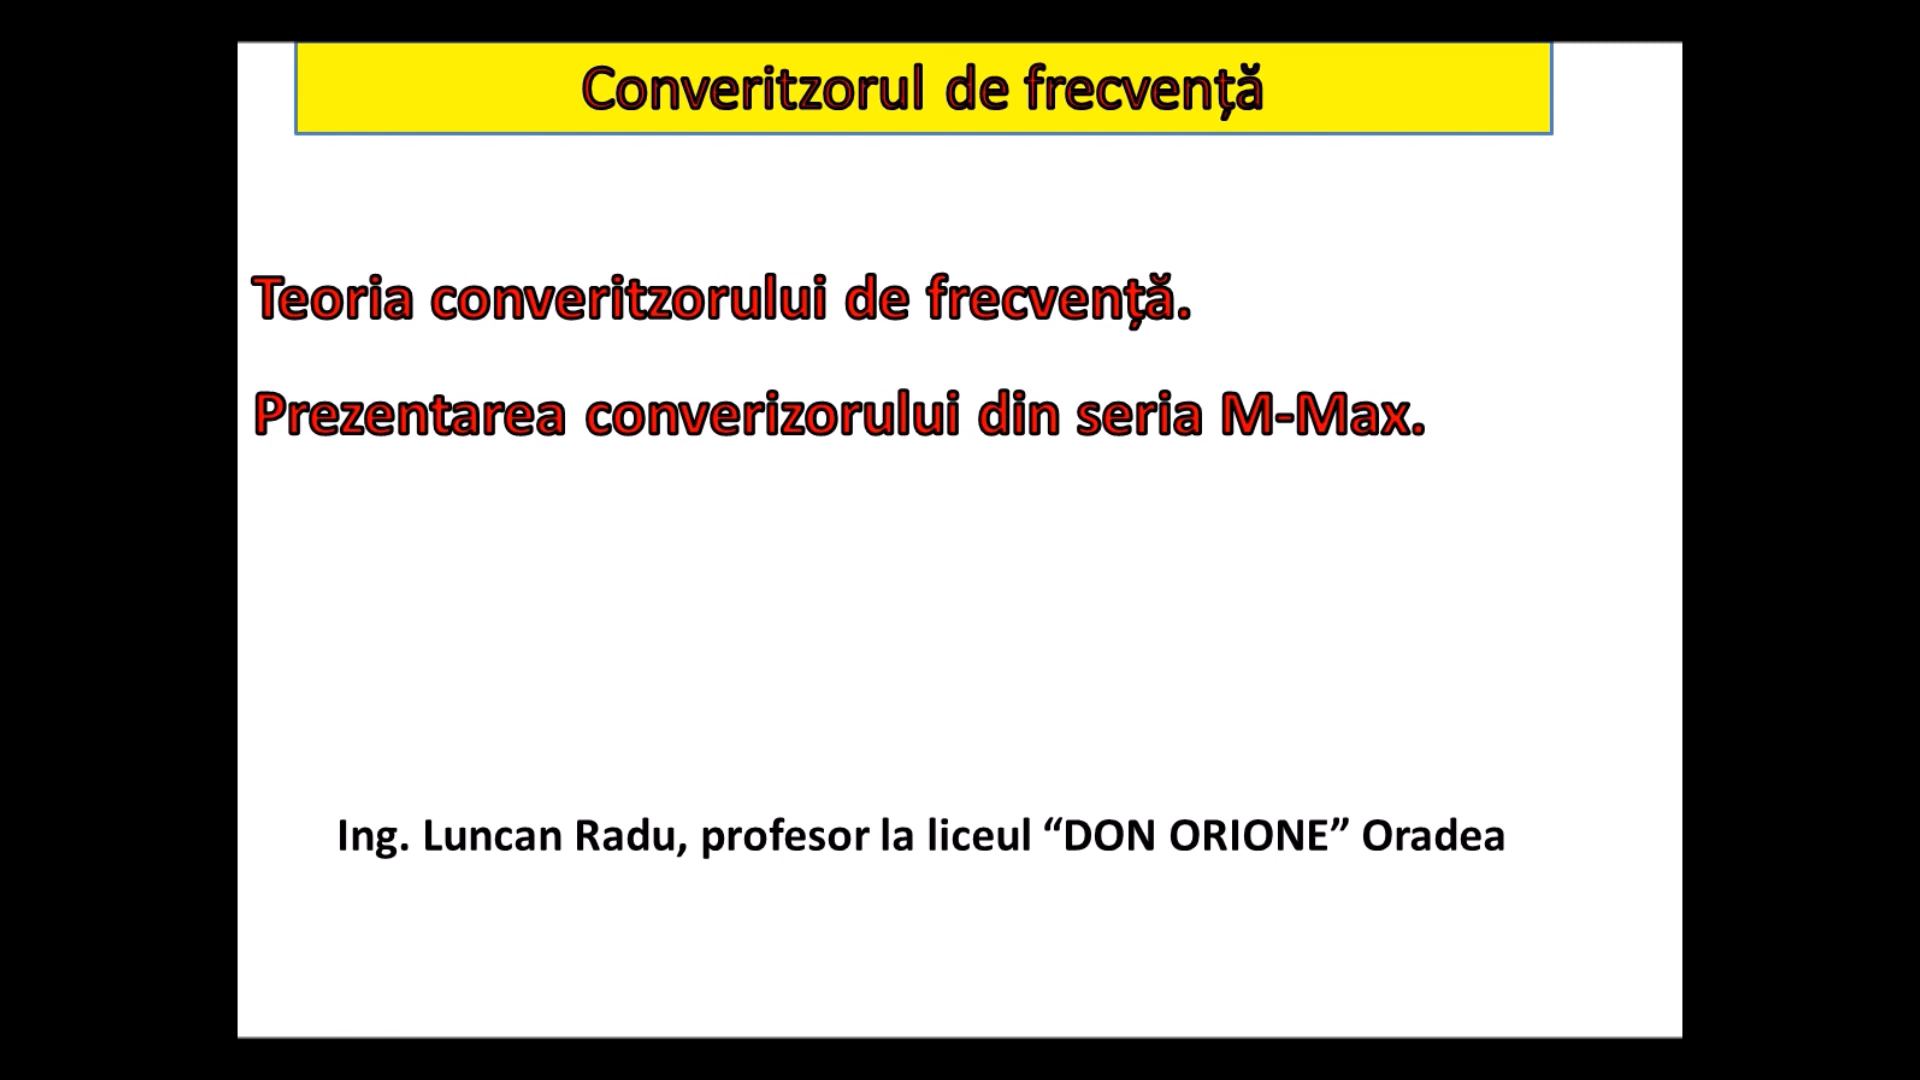 Converitzorul de frecvență
Teoria converitzorului de frecvență.
Prezentarea converizorului din seria M-Max.
Ing. Luncan Radu, profesor la liceul “DON ORIONE” Oradea